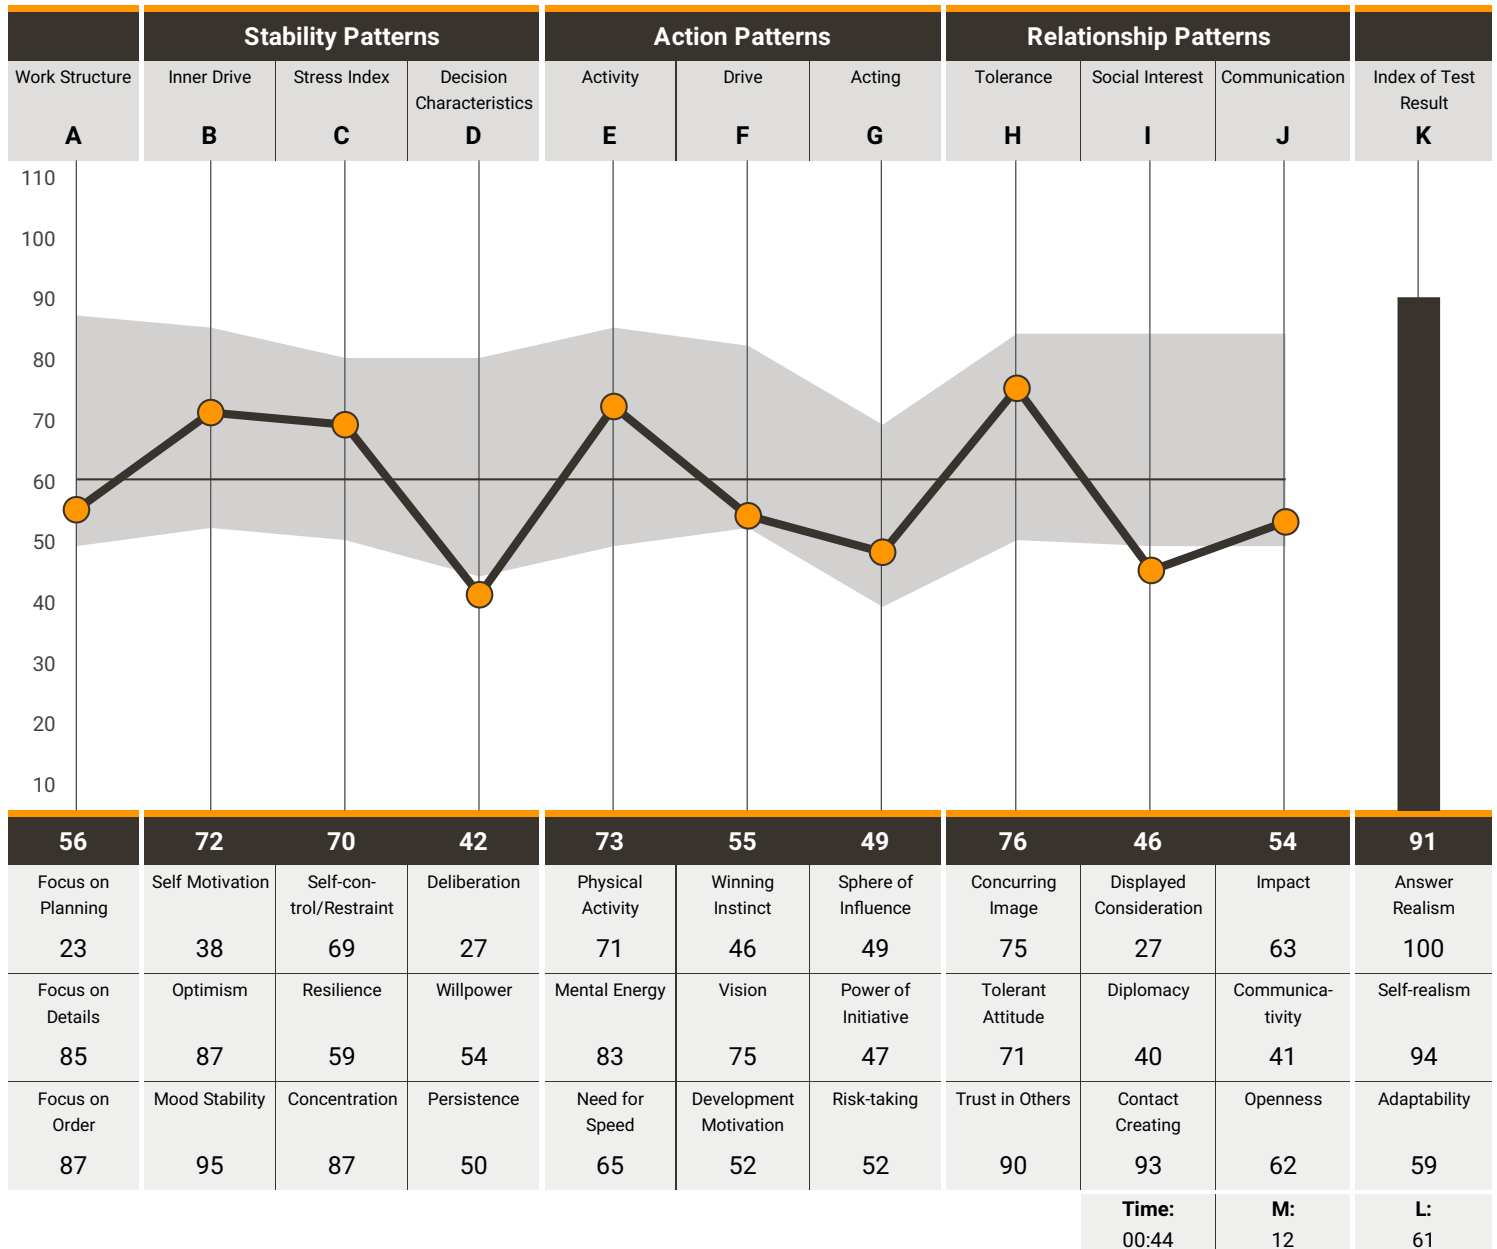 Stability Patterns Action Patterns Relationship Patterns
Work Structure Inner Drive Stress Index Decision Activity Drive Acting Tolerance Social Interest Communication Index of Test
Characteristics Result
A B C D E F G H I J K
110
100
90
80
70
60
50
40
30
20
10
56 72 70 42 73 55 49 76 46 54 91
Focus on Self Motivation Self-con- Deliberation Physical Winning Sphere of Concurring Displayed Impact Answer
Planning trol/Restraint Activity Instinct Influence Image Consideration Realism
23 38 69 27 71 46 49 75 27 63 100
Focus on Optimism Resilience Willpower Mental Energy Vision Power of Tolerant Diplomacy Communica- Self-realism
Details Initiative Attitude tivity
85 87 59 54 83 75 47 71 40 41 94
Focus on Mood Stability Concentration Persistence Need for Development Risk-taking Trust in Others Contact Openness Adaptability
Order Speed Motivation Creating
87 95 87 50 65 52 52 90 93 62 59
Time: M: L:
00:44 12 61